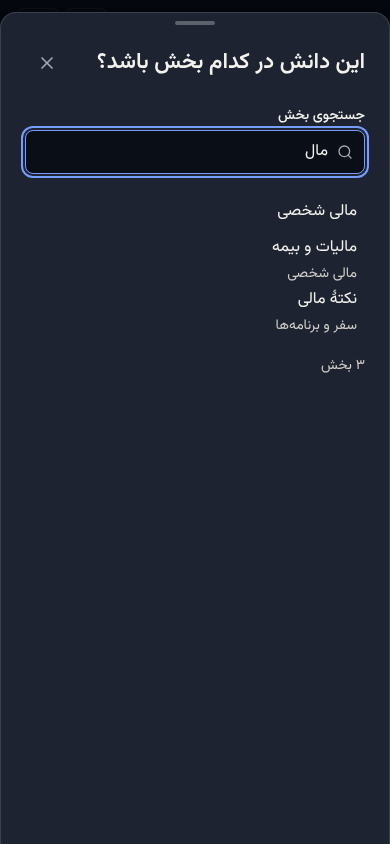 این دانش در کدام بخش باشد؟
جستجوی بخش
مال
مالی شخصی
مالیات و بیمه
مالی شخصی
نکتهٔ مالی
سفر و برنامه‌ها
۳ بخش